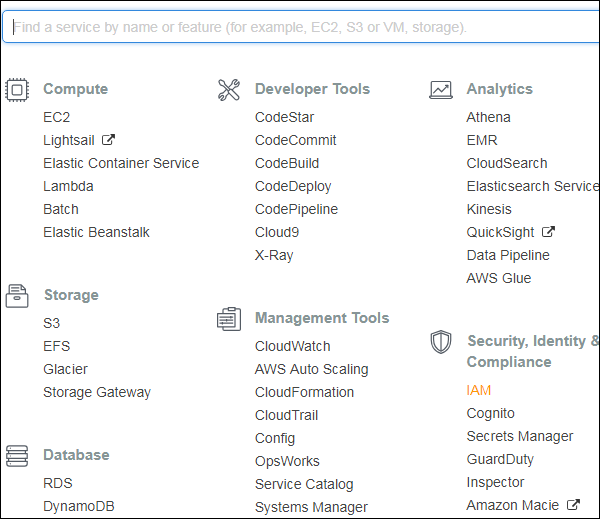 Find a service by name or feature (for example, EC2, S3 or VM, storage).
Compute
EC2
Lightsail
Elastic Container Service
Lambda
Batch
Elastic Beanstalk
Storage
S3
EFS
Glacier
Storage Gateway
Database
RDS
DynamoDB
Developer Tools
CodeStar
CodeCommit
CodeBuild
CodeDeploy
CodePipeline
Cloud9
X-Ray
Management Tools
CloudWatch
AWS Auto Scaling
CloudFormation
CloudTrail
Config
OpsWorks
Service Catalog
Systems Manager
Analytics
Athena
EMR
CloudSearch
Elasticsearch Service
Kinesis
QuickSight
Data Pipeline
AWS Glue
Security, Identity &
Compliance
IAM
Cognito
Secrets Manager
GuardDuty
Inspector
Amazon Macie